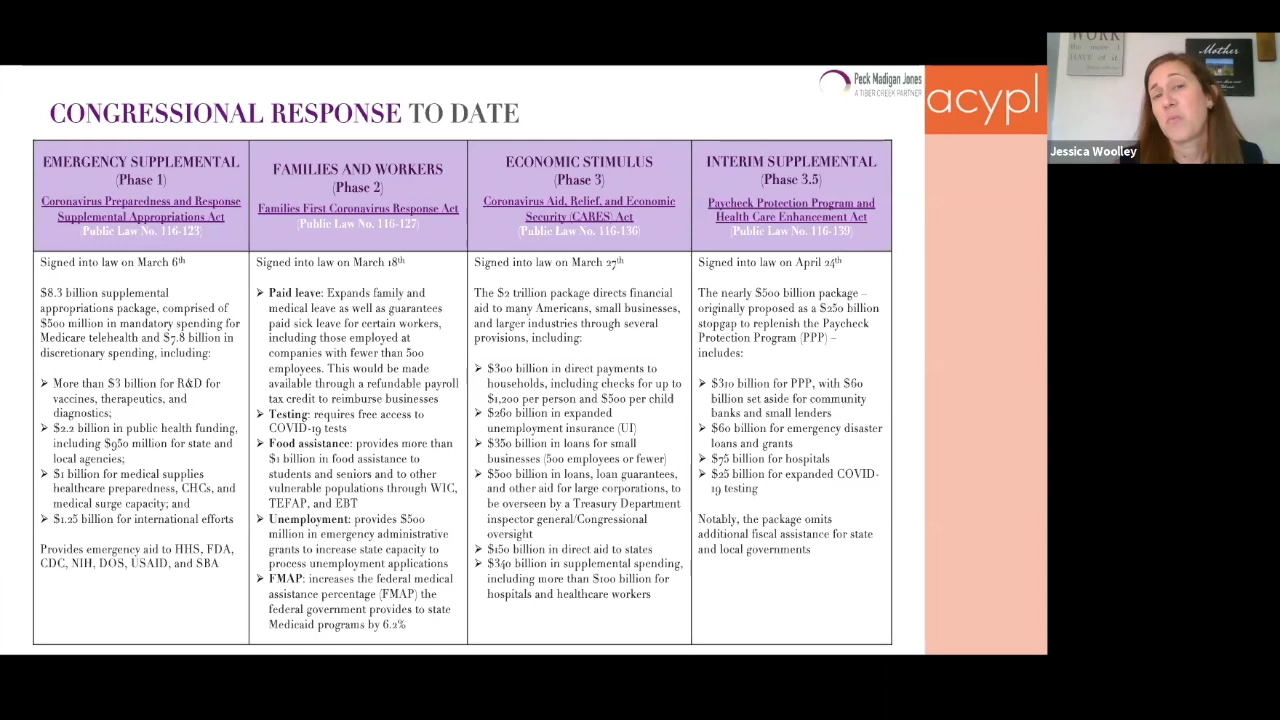 CONGRESSIONAL RESPONSE TO DATE
Peck Madigan Jones
A TIBER CREEK PARTNER
acypl
WORK
HAVE of it.
Mother
Jessica Woolley
EMERGENCY SUPPLEMENTAL
(Phase 1)
Coronavirus Preparedness and Response
Supplemental Appropriations Act
(Public Law No. 116-123)
Signed into law on March 6th
$8.3 billion supplemental
appropriations package, comprised of
$500 million in mandatory spending for
Medicare telehealth and $7.8 billion in
discretionary spending, including:
➢ More than $3 billion for R&D for
vaccines, therapeutics, and
diagnostics;
➢ $2.2 billion in public health funding,
including $950 million for state and
local agencies;
➢ $1 billion for medical supplies
healthcare preparedness, CHCs, and
medical surge capacity; and
➢ $1.25 billion for international efforts
Provides emergency aid to HHS, FDA,
CDC, NIH, DOS, USAID, and SBA
FAMILIES AND WORKERS
(Phase 2)
Families First Coronavirus Response Act
(Public Law No. 116-127)
Signed into law on March 18th
➢ Paid leave: Expands family and
medical leave as well as guarantees
paid sick leave for certain workers,
including those employed at
companies with fewer than 500
employees. This would be made
available through a refundable payroll
tax credit to reimburse businesses
➢ Testing: requires free access to
COVID-19 tests
➢ Food assistance: provides more than
$1 billion in food assistance to
students and seniors and to other
vulnerable populations through WIC,
TEFAP, and EBT
➢ Unemployment: provides $500
million in emergency administrative
grants to increase state capacity to
process unemployment applications
➢ FMAP: increases the federal medical
assistance percentage (FMAP) the
federal government provides to state
Medicaid programs by 6.2%
ECONOMIC STIMULUS
(Phase 3)
Coronavirus Aid, Relief, and Economic
Security (CARES) Act
(Public Law No. 116-136)
Signed into law on March 27th
The $2 trillion package directs financial
aid to many Americans, small businesses,
and larger industries through several
provisions, including:
➢ $300 billion in direct payments to
households, including checks for up to
$1,200 per person and $500 per child
➢ $260 billion in expanded
unemployment insurance (UI)
➢ $350 billion in loans for small
businesses (500 employees or fewer)
➢ $500 billion in loans, loan guarantees,
and other aid for large corporations, to
be overseen by a Treasury Department
inspector general/Congressional
oversight
➢ $150 billion in direct aid to states
➢ $340 billion in supplemental spending,
including more than $100 billion for
hospitals and healthcare workers
INTERIM SUPPLEMENTAL
(Phase 3.5)
Paycheck Protection Program and
Health Care Enhancement Act
(Public Law No. 116-139)
Signed into law on April 24th
The nearly $500 billion package –
originally proposed as a $250 billion
stopgap to replenish the Paycheck
Protection Program (PPP) –
includes:
➢ $310 billion for PPP, with $60
billion set aside for community
banks and small lenders
➢ $60 billion for emergency disaster
loans and grants
➢ $75 billion for hospitals
➢ $25 billion for expanded COVID-
19 testing
Notably, the package omits
additional fiscal assistance for state
and local governments